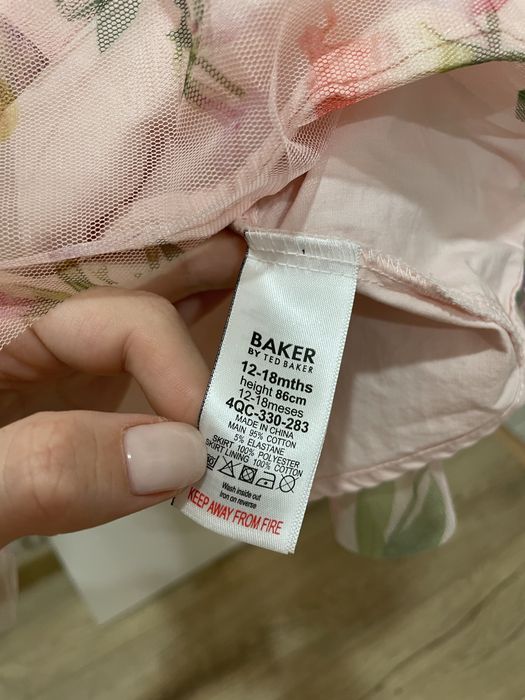 BAKER
BY TED BAKER
12-18mths
height 86cm
12-18meses
4QC-330-283
MADE IN CHINA
MAIN 95% COTTON
5% ELASTANE
SKIRT 100% POLYESTER
SKIRT LINING 100% COTTON
Wash inside out
Iron on reverse
KEEP AWAY FROM FIRE